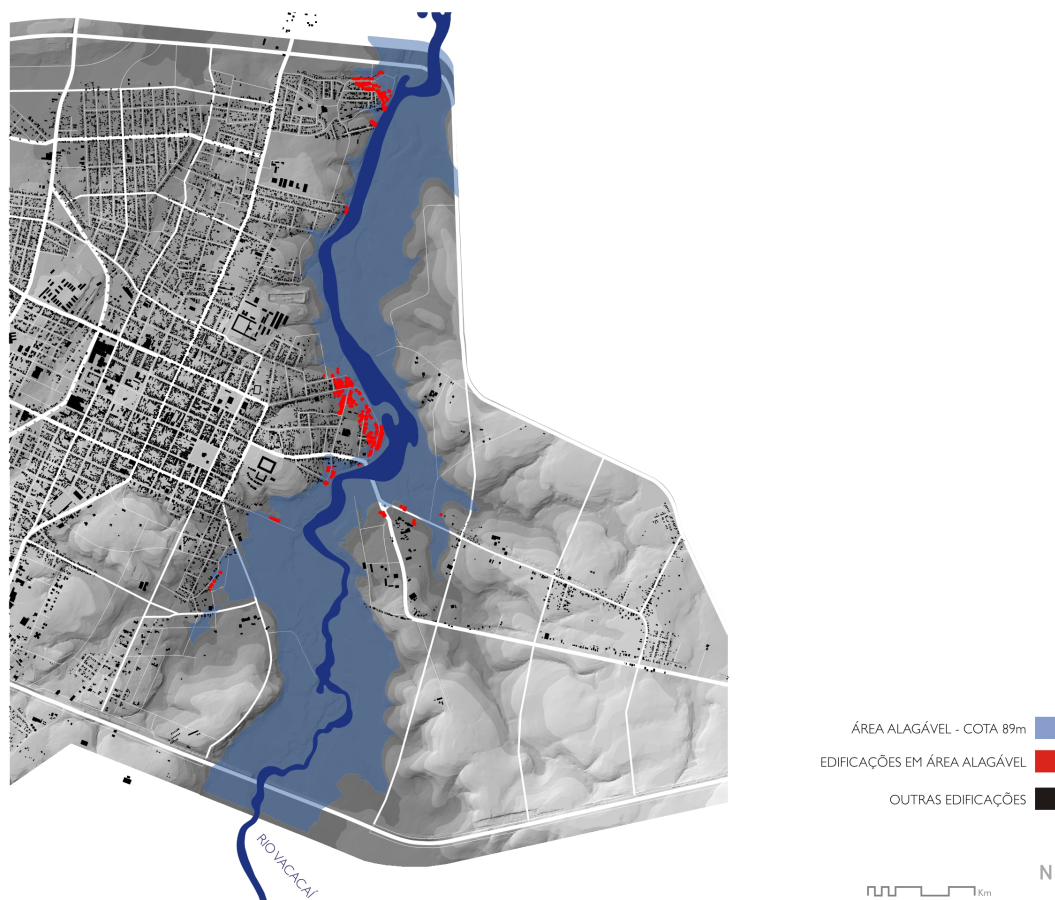 ÁREA ALAGÁVEL - COTA 89m
EDIFICAÇÕES EM ÁREA ALAGÁVEL
OUTRAS EDIFICAÇÕES
RIO VACACAÍ
N
Km